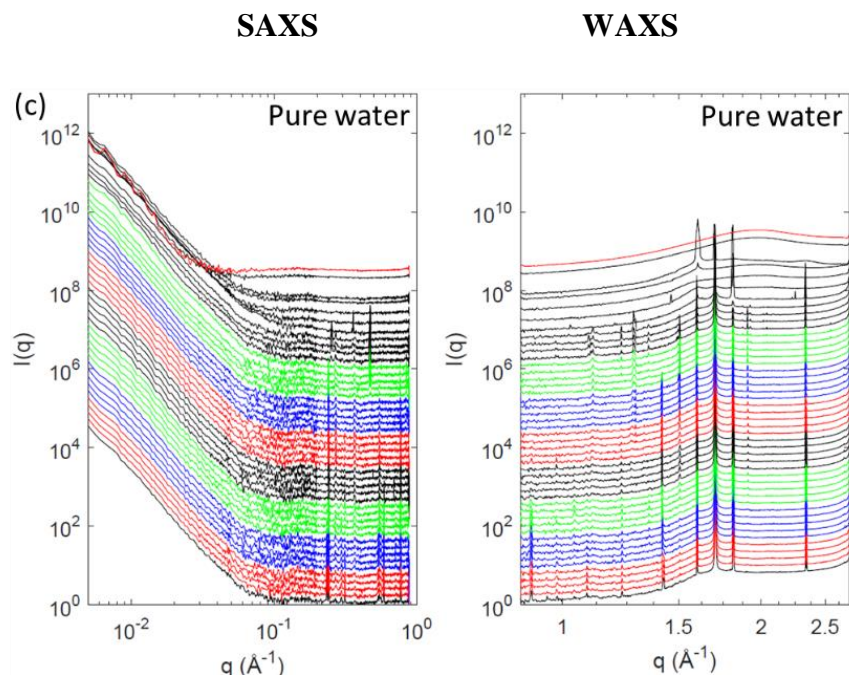 SAXS WAXS
(c) Pure water Pure water
10¹² 10¹²
10¹⁰ 10¹⁰
10⁸ 10⁸
I(q) I(q)
10⁶ 10⁶
10⁴ 10⁴
10² 10²
10⁰ 10⁰
10⁻² 10⁻¹ 10⁰ 1 1.5 2 2.5
q (Å⁻¹) q (Å⁻¹)